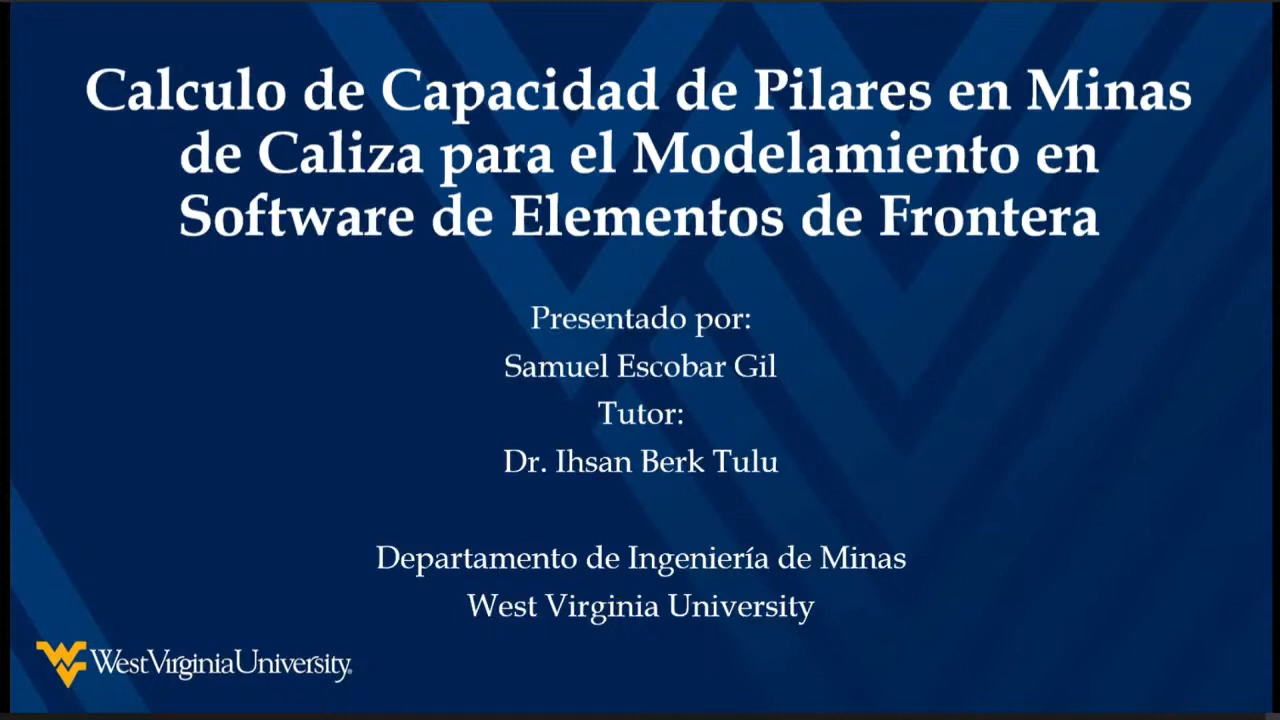 Calculo de Capacidad de Pilares en Minas
de Caliza para el Modelamiento en
Software de Elementos de Frontera
Presentado por:
Samuel Escobar Gil
Tutor:
Dr. Ihsan Berk Tulu
Departamento de Ingeniería de Minas
West Virginia University
WestVirginiaUniversity®